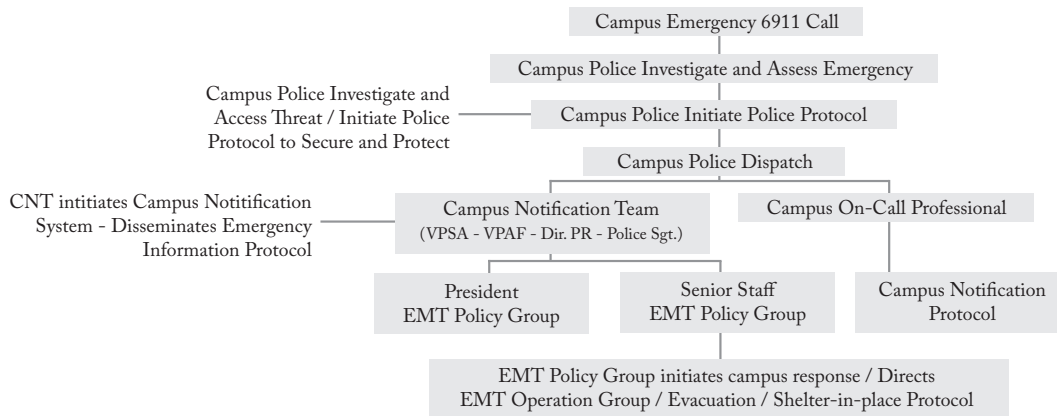 Campus Emergency 6911 Call
Campus Police Investigate and Assess Emergency
Campus Police Investigate and
Access Threat / Initiate Police
Protocol to Secure and Protect
Campus Police Initiate Police Protocol
Campus Police Dispatch
CNT intitiates Campus Notitification
System - Disseminates Emergency
Information Protocol
Campus Notification Team
(VPSA - VPAF - Dir. PR - Police Sgt.)
Campus On-Call Professional
President
EMT Policy Group
Senior Staff
EMT Policy Group
Campus Notification
Protocol
EMT Policy Group initiates campus response / Directs
EMT Operation Group / Evacuation / Shelter-in-place Protocol